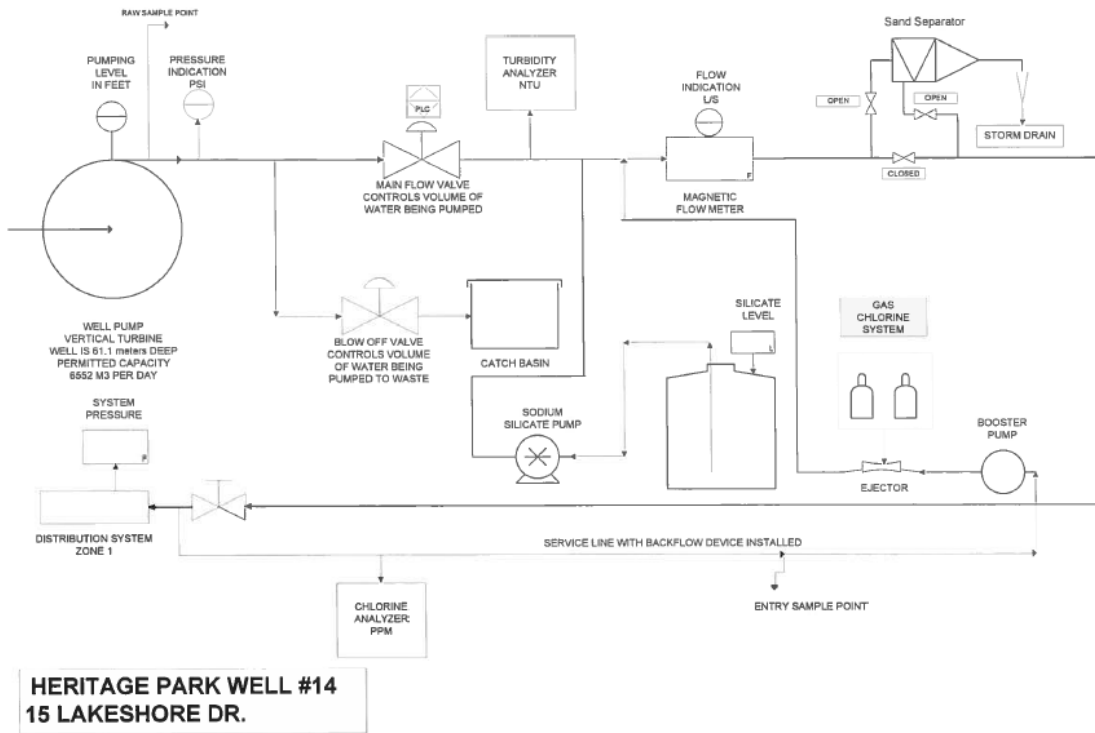 RAW SAMPLE POINT
PUMPING
LEVEL
IN FEET
PRESSURE
INDICATION
PSI
PLC
TURBIDITY
ANALYZER
NTU
FLOW
INDICATION
L/S
F
Sand Separator
OPEN
OPEN
CLOSED
STORM DRAIN
MAIN FLOW VALVE
CONTROLS VOLUME OF
WATER BEING PUMPED
MAGNETIC
FLOW METER
WELL PUMP
VERTICAL TURBINE
WELL IS 61.1 meters DEEP
PERMITTED CAPACITY
6552 M3 PER DAY
BLOW OFF VALVE
CONTROLS VOLUME
OF WATER BEING
PUMPED TO WASTE
CATCH BASIN
SILICATE
LEVEL
L
GAS
CHLORINE
SYSTEM
SYSTEM
PRESSURE
P
SODIUM
SILICATE PUMP
BOOSTER
PUMP
EJECTOR
DISTRIBUTION SYSTEM
ZONE 1
SERVICE LINE WITH BACKFLOW DEVICE INSTALLED
CHLORINE
ANALYZER:
PPM
ENTRY SAMPLE POINT
HERITAGE PARK WELL #14
15 LAKESHORE DR.